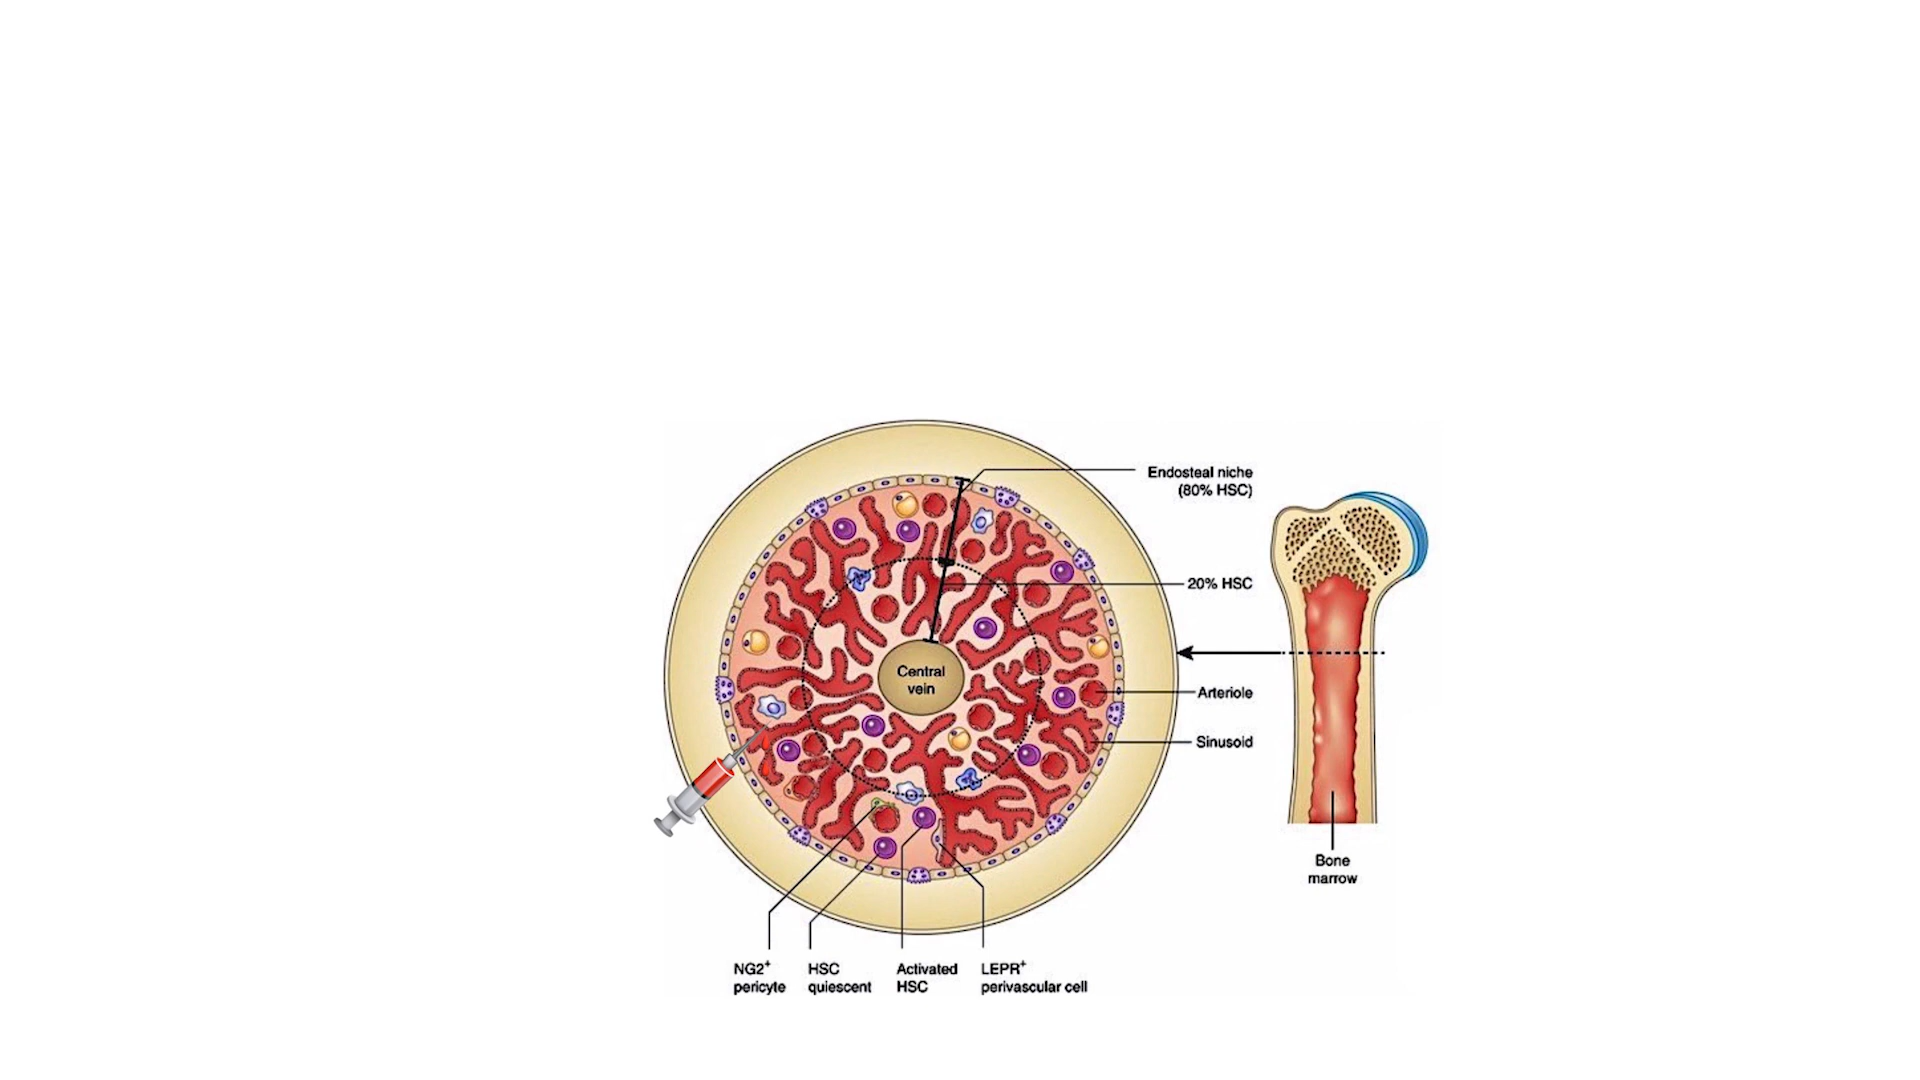 Endosteal niche
(80% HSC)
20% HSC
Central
vein
Arteriole
Sinusoid
Bone
marrow
NG2⁺
pericyte
HSC
quiescent
Activated
HSC
LEPR⁺
perivascular cell